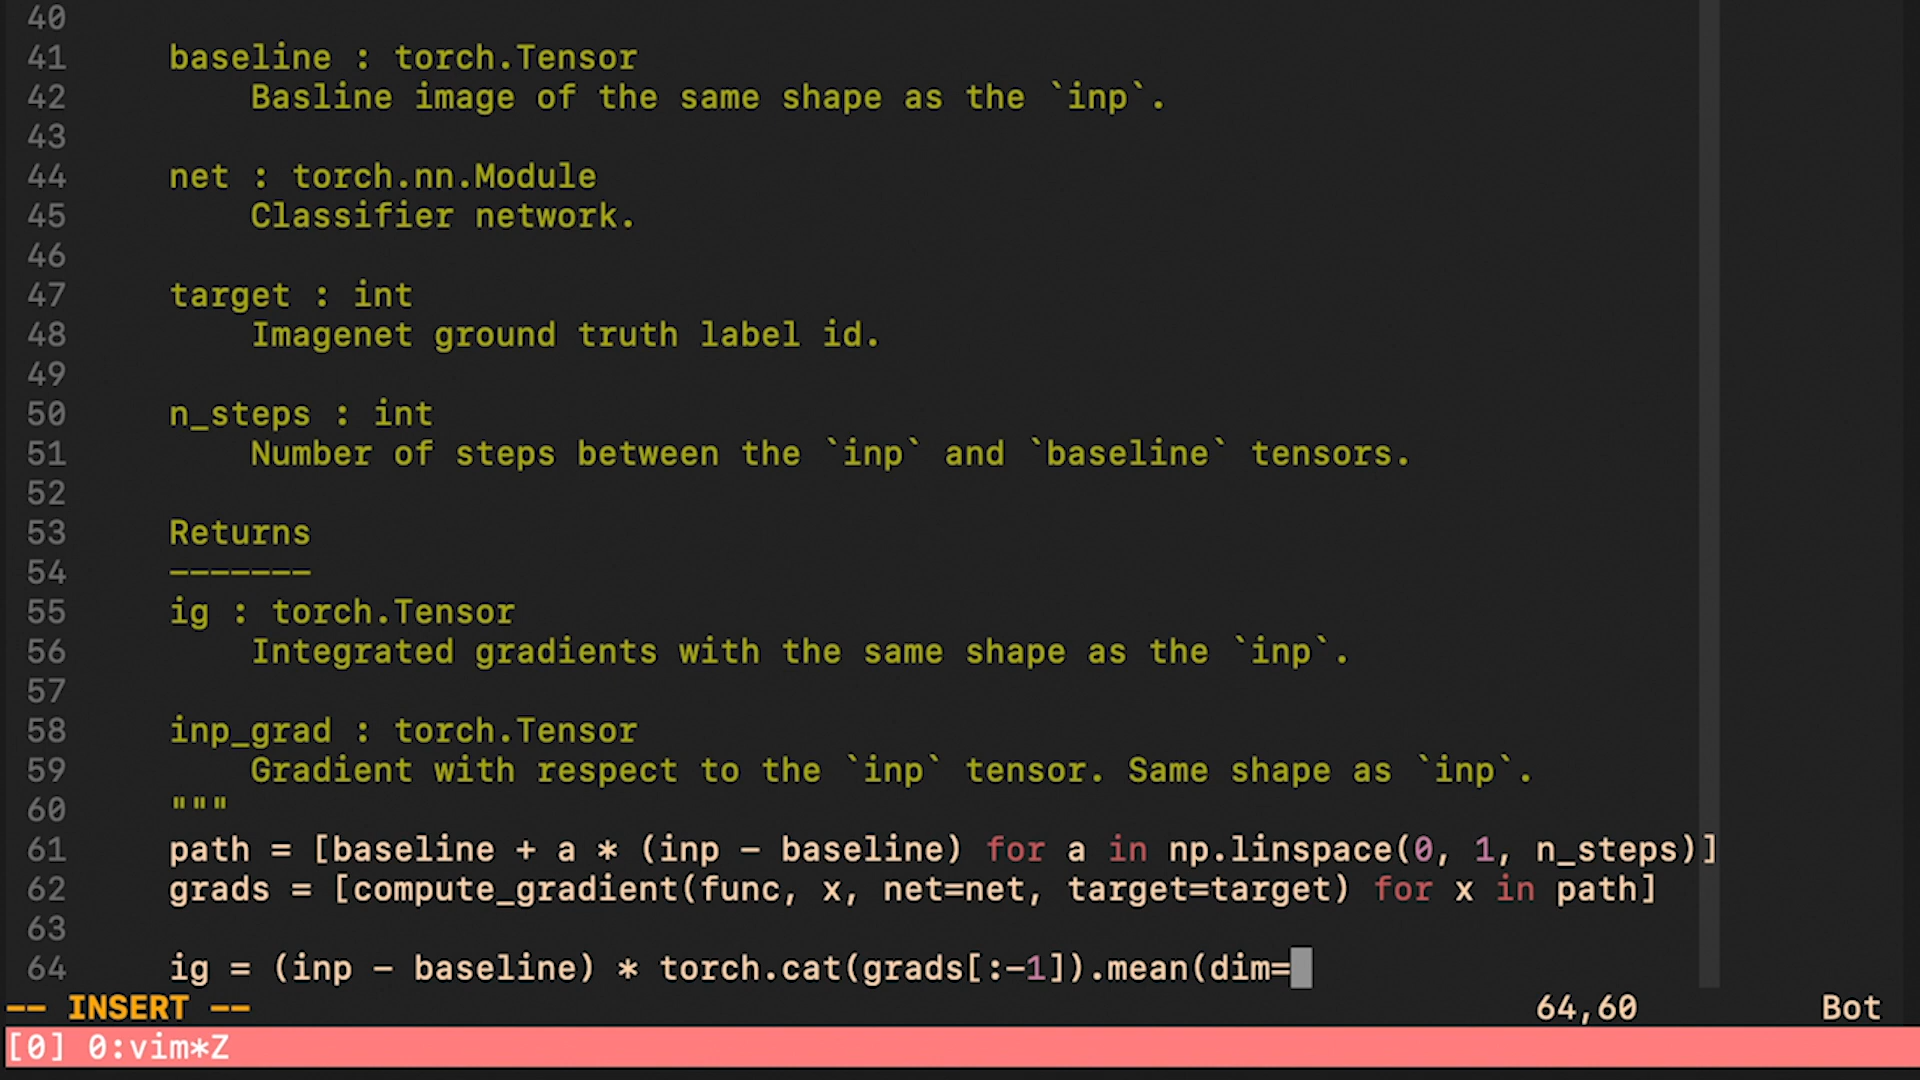 40
41 baseline : torch.Tensor
42 Basline image of the same shape as the `inp`.
43
44 net : torch.nn.Module
45 Classifier network.
46
47 target : int
48 Imagenet ground truth label id.
49
50 n_steps : int
51 Number of steps between the `inp` and `baseline` tensors.
52
53 Returns
54 -------
55 ig : torch.Tensor
56 Integrated gradients with the same shape as the `inp`.
57
58 inp_grad : torch.Tensor
59 Gradient with respect to the `inp` tensor. Same shape as `inp`.
60 """
61 path = [baseline + a * (inp - baseline) for a in np.linspace(0, 1, n_steps)]
62 grads = [compute_gradient(func, x, net=net, target=target) for x in path]
63
64 ig = (inp - baseline) * torch.cat(grads[:-1]).mean(dim=
-- INSERT -- 64,60 Bot
[0] 0:vim*Z